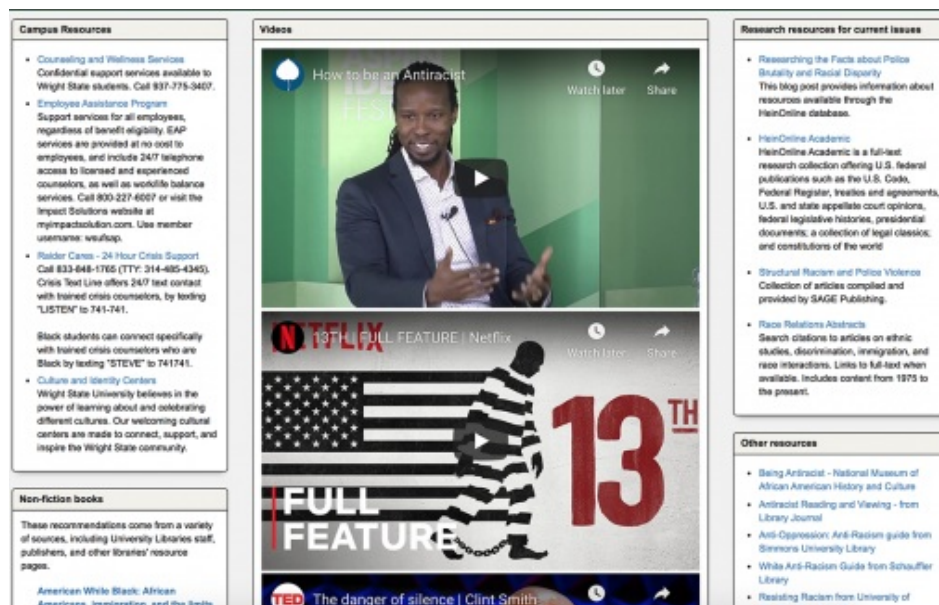 Campus Resources
Counseling and Wellness Services
Confidential support services available to
Wright State students. Call 937-775-3407.
Employee Assistance Program
Support services for all employees,
regardless of benefit eligibility. EAP
services are provided at no cost to
employees, and include 24/7 telephone
access to licensed and experienced
counselors, as well as worklife balance
services. Call 800-227-6007 or visit the
Impact Solutions website at
myimpactsolution.com. Use member
username: wsufsap.
Raider Cares - 24 Hour Crisis Support
Call 833-848-1765 (TTY: 314-485-4345).
Crisis Text Line offers 24/7 text contact
with trained crisis counselors, by texting
"LISTEN" to 741-741.
Black students can connect specifically
with trained crisis counselors who are
Black by texting "STEVE" to 741741.
Culture and Identity Centers
Wright State University believes in the
power of learning about and celebrating
different cultures. Our welcoming cultural
centers are made to connect, support, and
inspire the Wright State community.
Non-fiction books
These recommendations come from a variety
of sources, including University Libraries staff,
publishers, and other libraries' resource
pages.
American While Black: African
Americans, Immigration, and the limits
Videos
How to be an Antiracist
Watch later
Share
FEST
NETFLIX
13TH | FULL FEATURE | Netflix
Watch later
Share
13TH
FULL
FEATURE
TED
The danger of silence | Clint Smith
Research resources for current issues
Researching the Facts about Police
Brutality and Racial Disparity
This blog post provides information about
resources available through the
HeinOnline database.
HeinOnline Academic
HeinOnline Academic is a full-text
research collection offering U.S. federal
publications such as the U.S. Code,
Federal Register, treaties and agreements,
U.S. and state appellate court opinions,
federal legislative histories, presidential
documents; a collection of legal classics;
and constitutions of the world
Structural Racism and Police Violence
Collection of articles compiled and
provided by SAGE Publishing.
Race Relations Abstracts
Search citations to articles on ethnic
studies, discrimination, immigration, and
race interactions. Links to full-text when
available. Includes content from 1975 to
the present.
Other resources
Being Antiracist - National Museum of
African American History and Culture
Antiracist Reading and Viewing - from
Library Journal
Anti-Oppression: Anti-Racism guide from
Simmons University Library
White Anti-Racism Guide from Schauffler
Library
Resisting Racism from University of